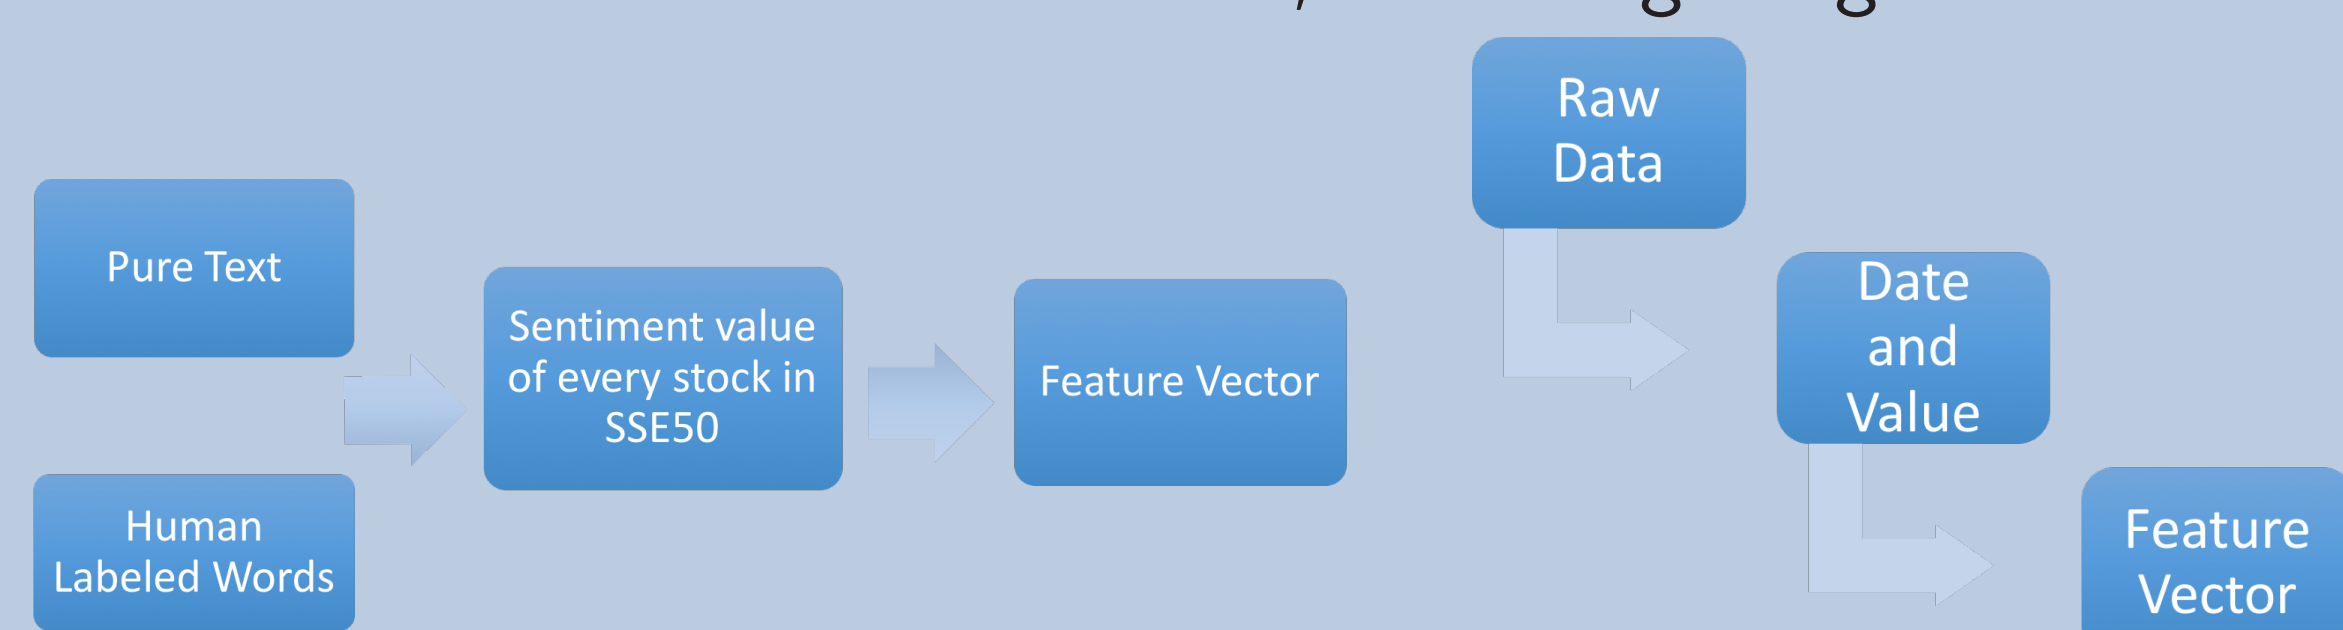 Pure Text
Human
Labeled Words
Sentiment value
of every stock in
SSE50
Feature Vector
Raw
Data
Date
and
Value
Feature
Vector